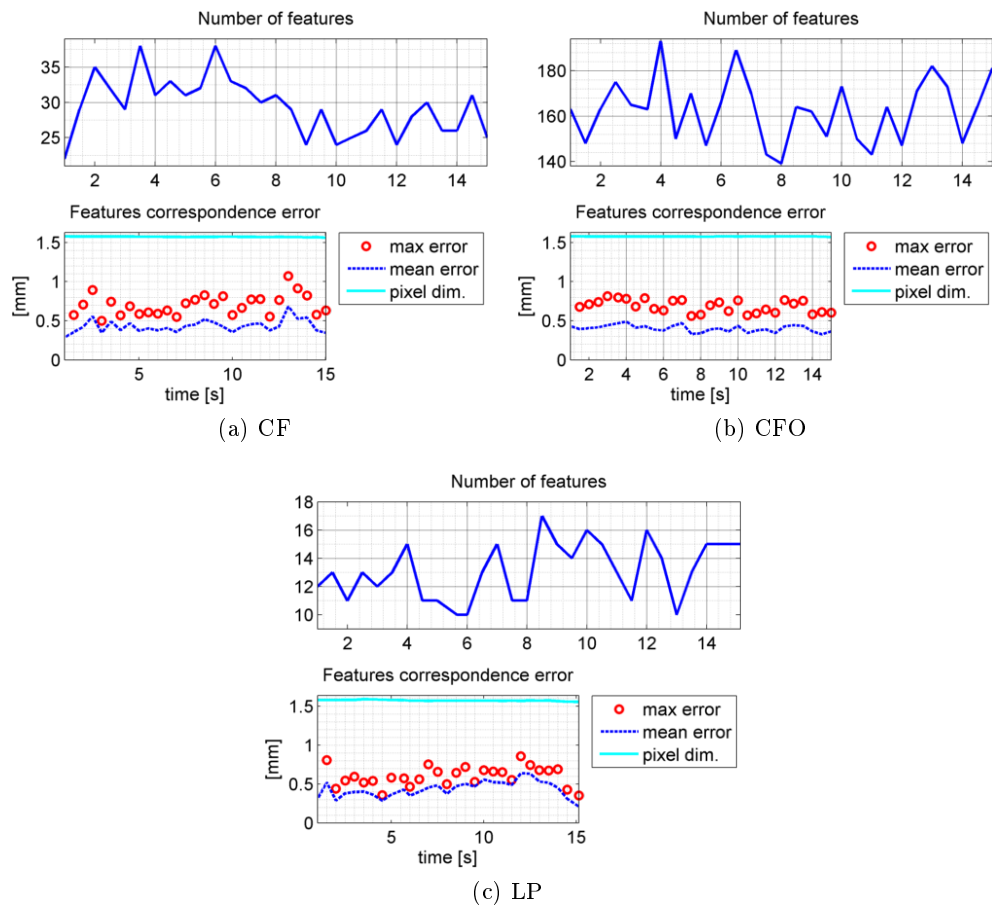 Number of features
35
30
25
2 4 6 8 10 12 14
Features correspondence error
1.5
1
0.5
0
[mm]
5 10 15
time [s]
max error
mean error
pixel dim.
(a) CF
Number of features
180
160
140
2 4 6 8 10 12 14
Features correspondence error
1.5
1
0.5
0
[mm]
2 4 6 8 10 12 14
time [s]
max error
mean error
pixel dim.
(b) CFO
Number of features
18
16
14
12
10
2 4 6 8 10 12 14
Features correspondence error
1.5
1
0.5
0
[mm]
5 10 15
time [s]
max error
mean error
pixel dim.
(c) LP